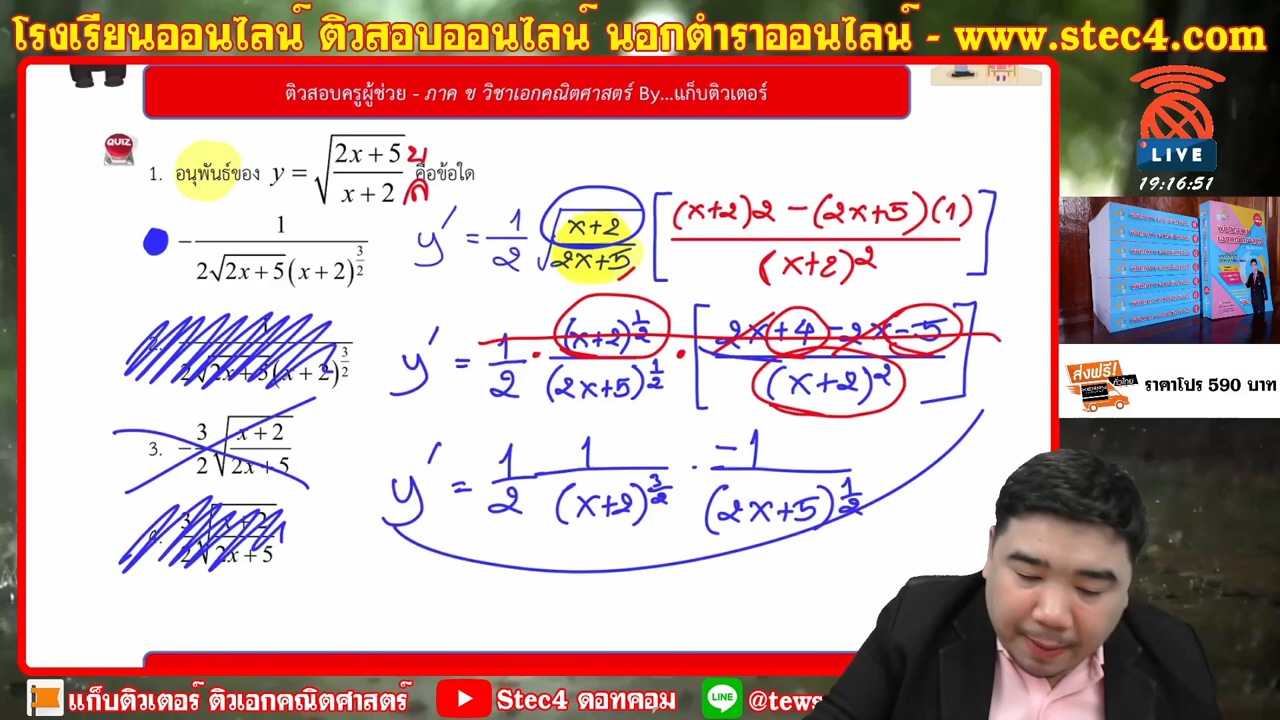 โรงเรียนออนไลน์ ติวสอบออนไลน์ นอกตำราออนไลน์ - www.stec4.com
ติวสอบครูผู้ช่วย - ภาค ข วิชาเอกคณิตศาสตร์ By...แก็บติวเตอร์
QUIZ
1. อนุพันธ์ของ y = √((2x+5)/(x+2)) คือข้อใด
บ
ล
-1/(2√(2x+5)(x+2)^(3/2))
3. -3/2 √((x+2)/(2x+5))
y' = 1/2 √((x+2)/(2x+5)) [((x+2)2 - (2x+5)(1))/(x+2)²]
y' = 1/2 · (x+2)^(1/2)/(2x+5)^(1/2) · [(2x+4-2x-5)/(x+2)²]
y' = 1/2 1/(x+2)^(3/2) · -1/(2x+5)^(1/2)
LIVE
19:16:51
ส่งฟรี!
ทั่วไทย
ราคาโปร 590 บาท
แก็บติวเตอร์ ติวเอกคณิตศาสตร์
Stec4 ดอทคอม
LINE
@tews